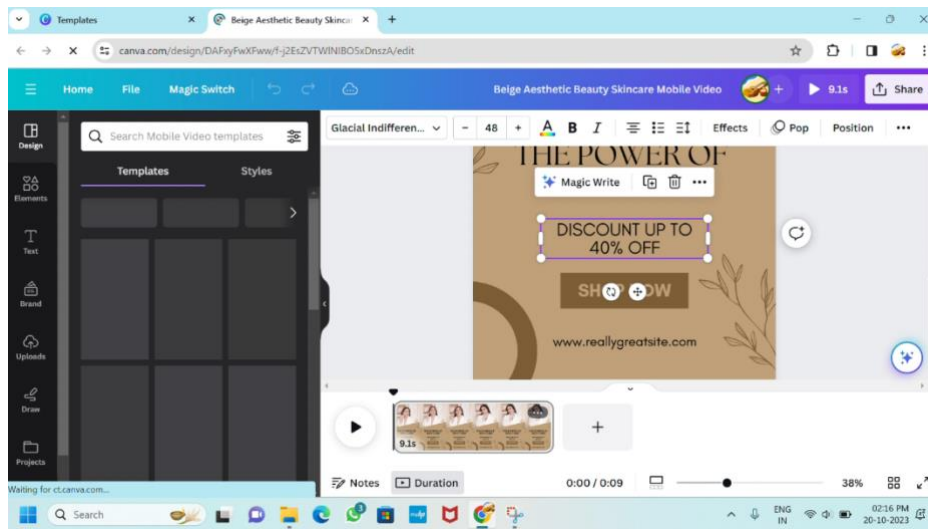 Templates
Beige Aesthetic Beauty Skincar
canva.com/design/DAFxyFwXFww/f-j2EsZVTWINIBO5xDnszA/edit
Home File Magic Switch Beige Aesthetic Beauty Skincare Mobile Video 9.1s Share
Design
Elements
Text
Brand
Uploads
Draw
Projects
Search Mobile Video templates
Templates Styles
Glacial Indifferen... - 48 + A B I Effects Pop Position
THE POWER OF
Magic Write
DISCOUNT UP TO
40% OFF
www.reallygreatsite.com
9.1s
Notes Duration 0:00 / 0:09 38%
Waiting for ct.canva.com...
Search
ENG
IN
02:16 PM
20-10-2023